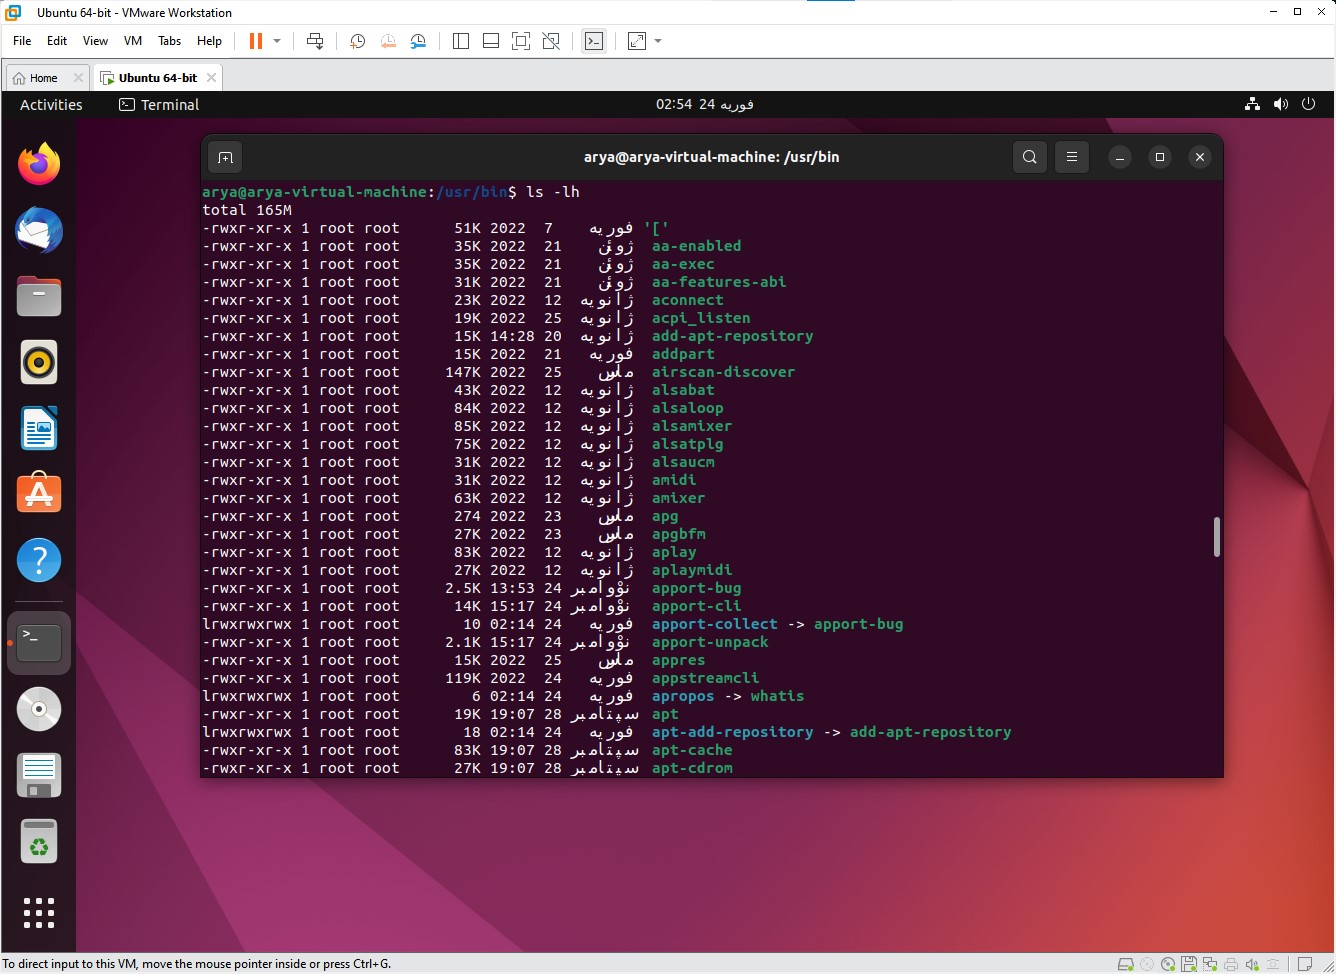 Ubuntu 64-bit - VMware Workstation
File Edit View VM Tabs Help
Home Ubuntu 64-bit
Activities Terminal 02:54 24 فوریه
arya@arya-virtual-machine: /usr/bin
arya@arya-virtual-machine:/usr/bin$ ls -lh
total 165M
-rwxr-xr-x 1 root root 51K 2022 7 فوریه '['
-rwxr-xr-x 1 root root 35K 2022 21 ژوئن aa-enabled
-rwxr-xr-x 1 root root 35K 2022 21 ژوئن aa-exec
-rwxr-xr-x 1 root root 31K 2022 21 ژوئن aa-features-abi
-rwxr-xr-x 1 root root 23K 2022 12 ژانویه aconnect
-rwxr-xr-x 1 root root 19K 2022 25 ژانویه acpi_listen
-rwxr-xr-x 1 root root 15K 14:28 20 ژانویه add-apt-repository
-rwxr-xr-x 1 root root 15K 2022 21 فوریه addpart
-rwxr-xr-x 1 root root 147K 2022 25 مارس airscan-discover
-rwxr-xr-x 1 root root 43K 2022 12 ژانویه alsabat
-rwxr-xr-x 1 root root 84K 2022 12 ژانویه alsaloop
-rwxr-xr-x 1 root root 85K 2022 12 ژانویه alsamixer
-rwxr-xr-x 1 root root 75K 2022 12 ژانویه alsatplg
-rwxr-xr-x 1 root root 31K 2022 12 ژانویه alsaucm
-rwxr-xr-x 1 root root 31K 2022 12 ژانویه amidi
-rwxr-xr-x 1 root root 63K 2022 12 ژانویه amixer
-rwxr-xr-x 1 root root 274 2022 23 مارس apg
-rwxr-xr-x 1 root root 27K 2022 23 مارس apgbfm
-rwxr-xr-x 1 root root 83K 2022 12 ژانویه aplay
-rwxr-xr-x 1 root root 27K 2022 12 ژانویه aplaymidi
-rwxr-xr-x 1 root root 2.5K 13:53 24 نوْوامبر apport-bug
-rwxr-xr-x 1 root root 14K 15:17 24 نوْوامبر apport-cli
lrwxrwxrwx 1 root root 10 02:14 24 فوریه apport-collect -> apport-bug
-rwxr-xr-x 1 root root 2.1K 15:17 24 نوْوامبر apport-unpack
-rwxr-xr-x 1 root root 15K 2022 25 مارس appres
-rwxr-xr-x 1 root root 119K 2022 24 فوریه appstreamcli
lrwxrwxrwx 1 root root 6 02:14 24 فوریه apropos -> whatis
-rwxr-xr-x 1 root root 19K 19:07 28 سپتامبر apt
lrwxrwxrwx 1 root root 18 02:14 24 فوریه apt-add-repository -> add-apt-repository
-rwxr-xr-x 1 root root 83K 19:07 28 سپتامبر apt-cache
-rwxr-xr-x 1 root root 27K 19:07 28 سپتامبر apt-cdrom
To direct input to this VM, move the mouse pointer inside or press Ctrl+G.